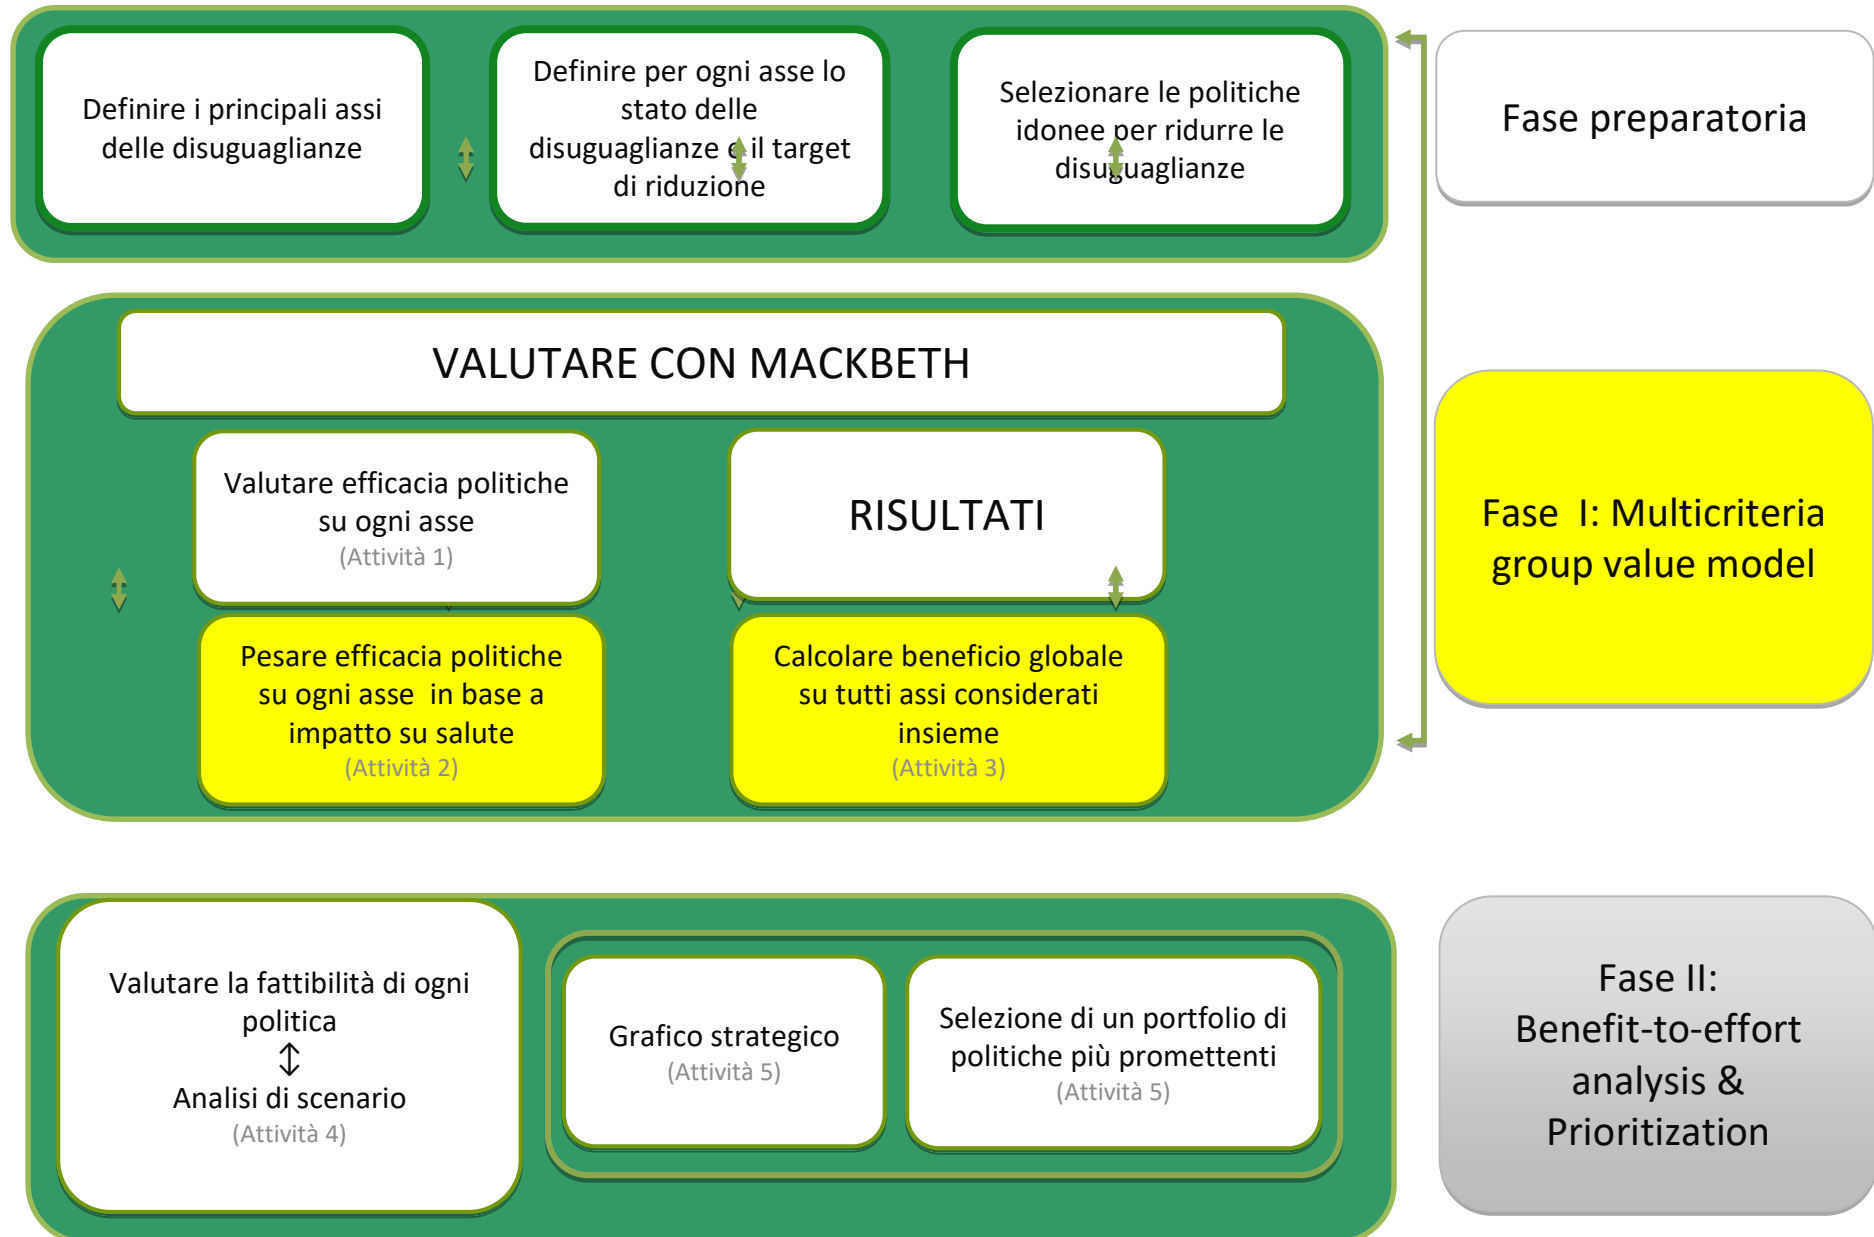 Definire i principali assi
delle disuguaglianze
Definire per ogni asse lo
stato delle
disuguaglianze e il target
di riduzione
Selezionare le politiche
idonee per ridurre le
disuguaglianze
Fase preparatoria
VALUTARE CON MACKBETH
Valutare efficacia politiche
su ogni asse
(Attività 1)
RISULTATI
Pesare efficacia politiche
su ogni asse in base a
impatto su salute
(Attività 2)
Calcolare beneficio globale
su tutti assi considerati
insieme
(Attività 3)
Fase I: Multicriteria
group value model
Valutare la fattibilità di ogni
politica
↕
Analisi di scenario
(Attività 4)
Grafico strategico
(Attività 5)
Selezione di un portfolio di
politiche più promettenti
(Attività 5)
Fase II:
Benefit-to-effort
analysis &
Prioritization